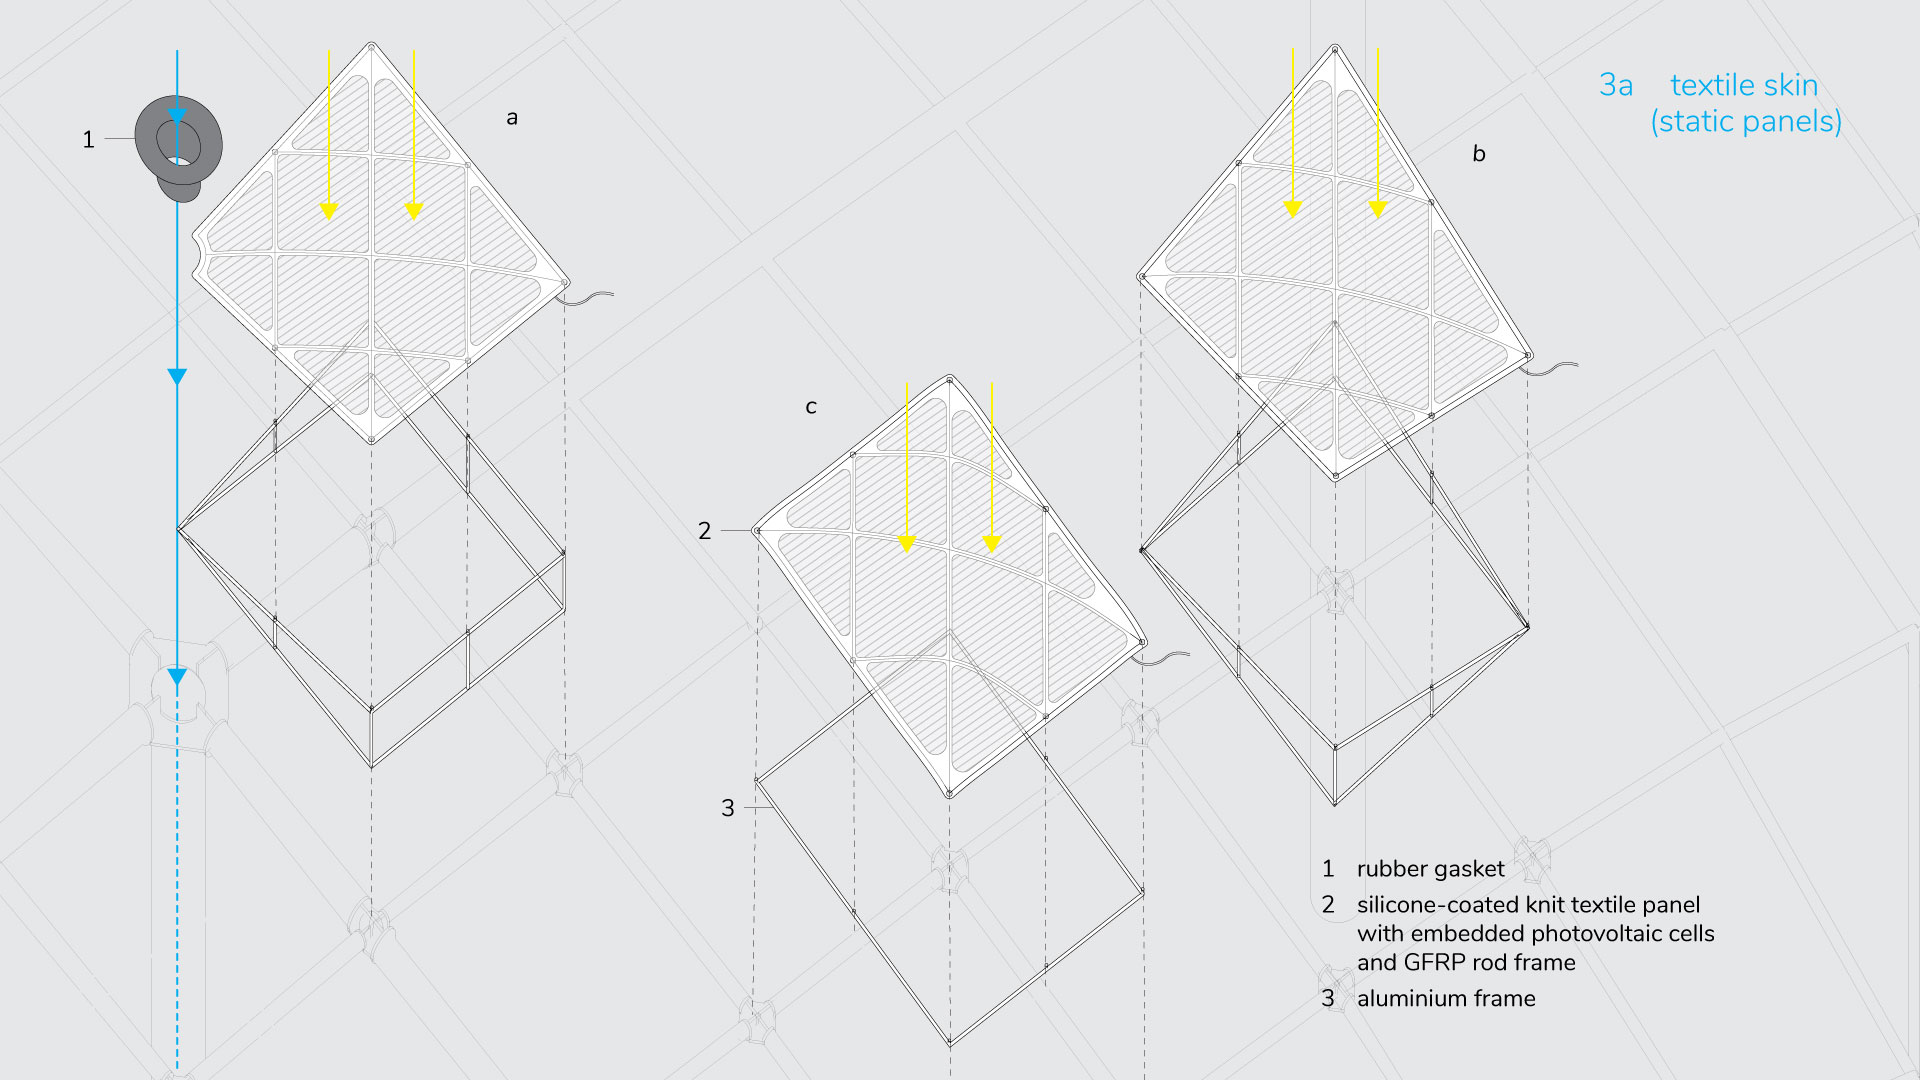 3a textile skin
(static panels)
1
a
b
c
2
3
1 rubber gasket
2 silicone-coated knit textile panel
with embedded photovoltaic cells
and GFRP rod frame
3 aluminium frame